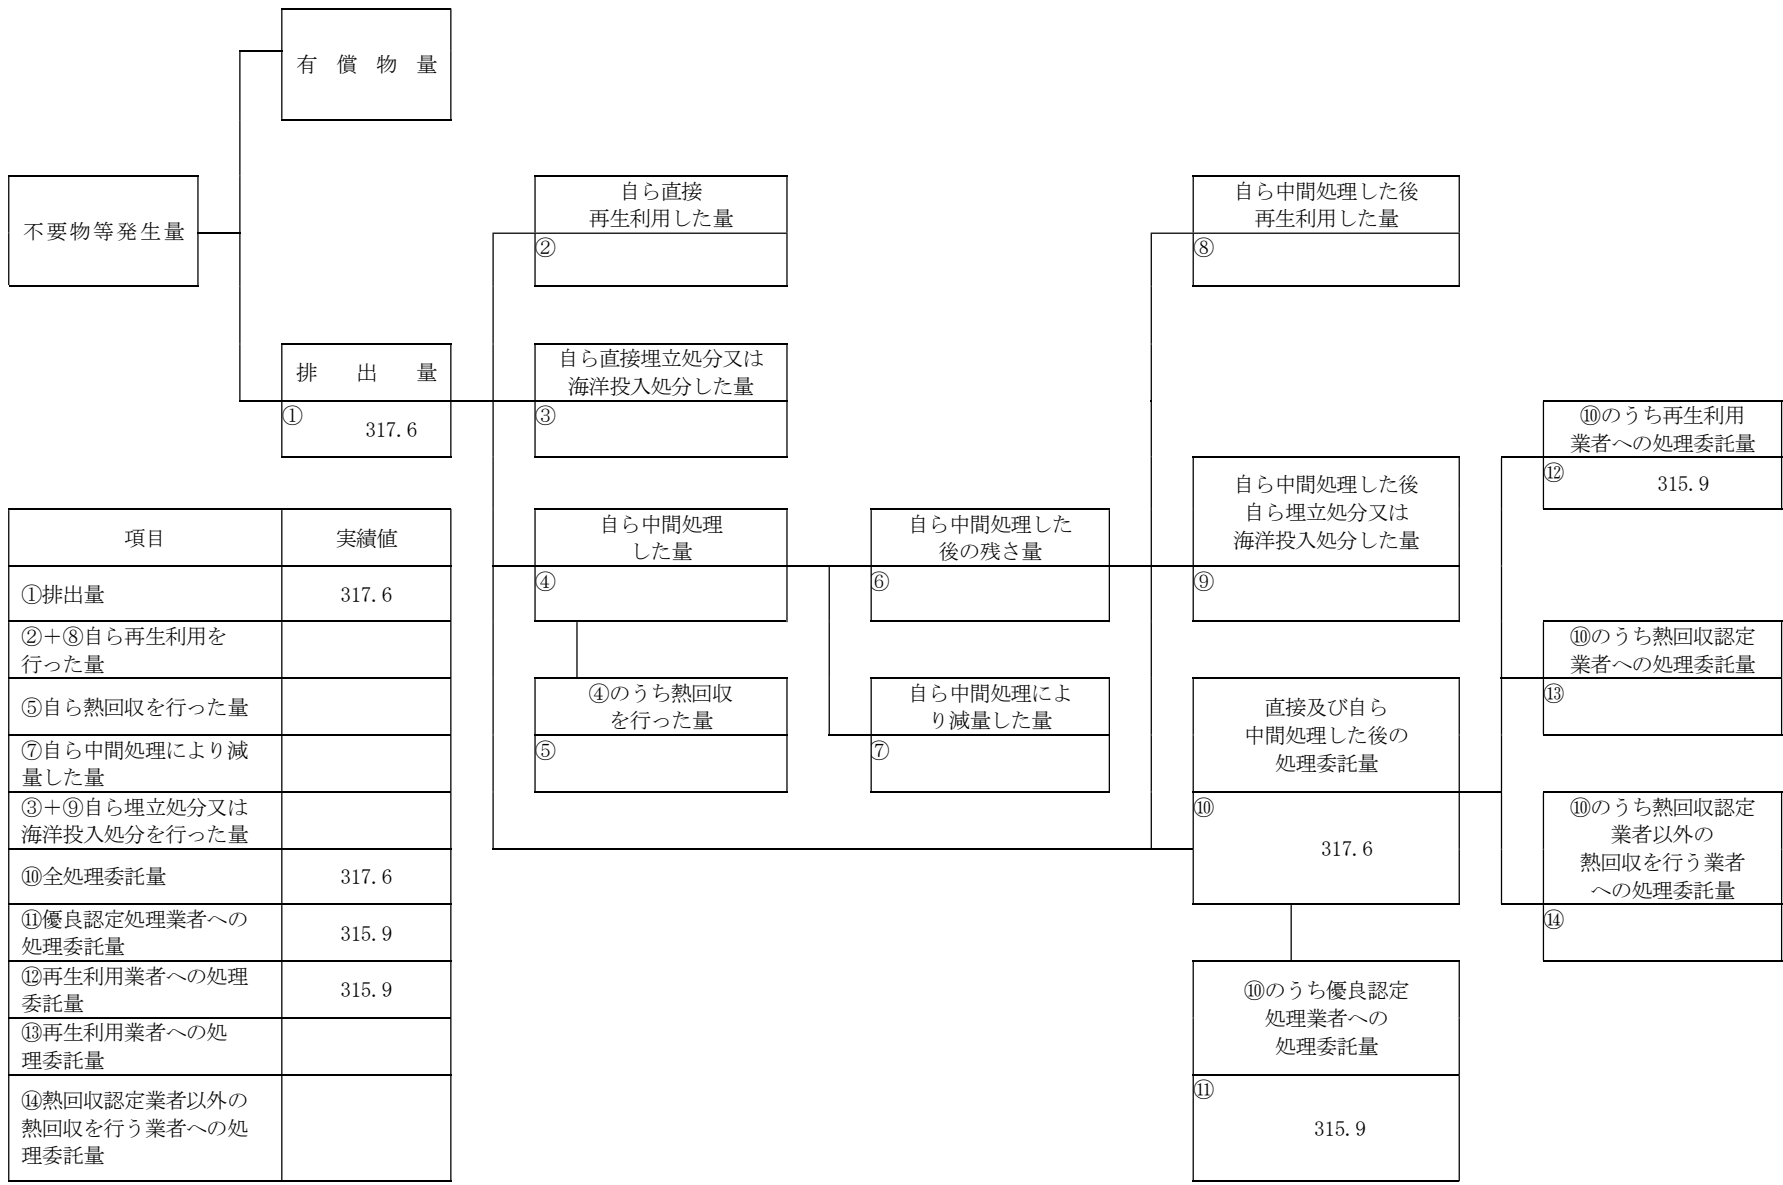 有 償 物 量
不要物等発生量
自ら直接
再生利用した量
②
自ら中間処理した後
再生利用した量
⑧
排 出 量
①
317.6
自ら直接埋立処分又は
海洋投入処分した量
③
⑩のうち再生利用
業者への処理委託量
⑫
315.9
自ら中間処理
した量
④
自ら中間処理した
後の残さ量
⑥
自ら中間処理した後
自ら埋立処分又は
海洋投入処分した量
⑨
⑩のうち熱回収認定
業者への処理委託量
⑬
④のうち熱回収
を行った量
⑤
自ら中間処理によ
り減量した量
⑦
直接及び自ら
中間処理した後の
処理委託量
⑩
317.6
⑩のうち熱回収認定
業者以外の
熱回収を行う業者
への処理委託量
⑭
⑩のうち優良認定
処理業者への
処理委託量
⑪
315.9
項目 実績値
①排出量 317.6
②＋⑧自ら再生利用を
行った量
⑤自ら熱回収を行った量
⑦自ら中間処理により減
量した量
③＋⑨自ら埋立処分又は
海洋投入処分を行った量
⑩全処理委託量 317.6
⑪優良認定処理業者への
処理委託量 315.9
⑫再生利用業者への処理
委託量 315.9
⑬再生利用業者への処
理委託量
⑭熱回収認定業者以外の
熱回収を行う業者への処
理委託量